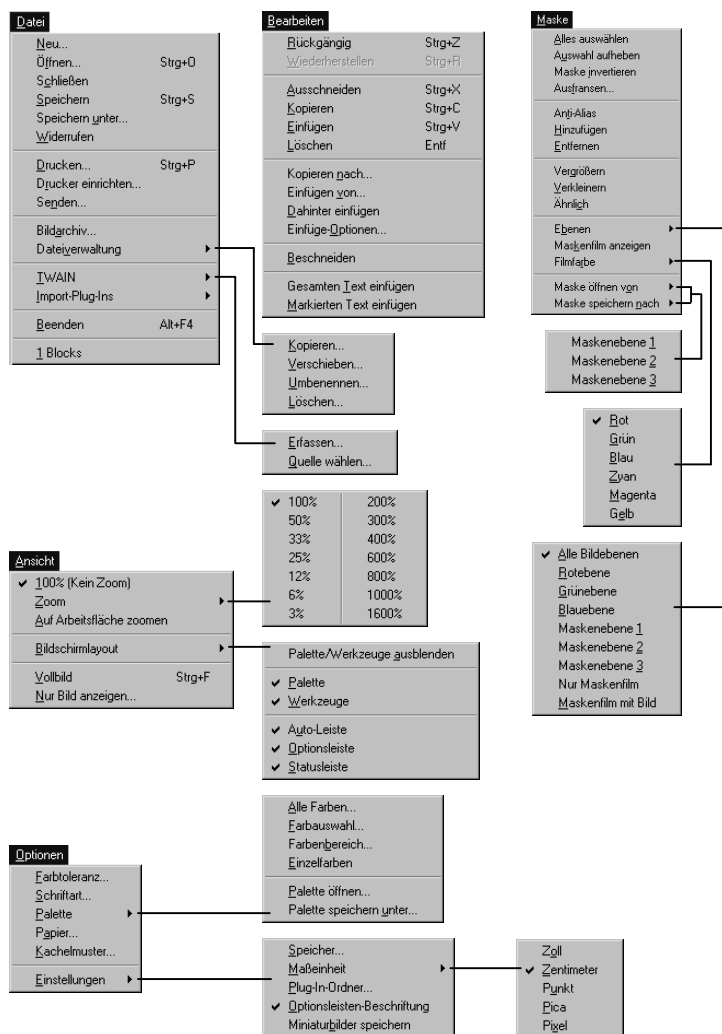 Datei
Neu...
Öffnen... Strg+O
Schließen
Speichern Strg+S
Speichern unter...
Widerrufen
Drucken... Strg+P
Drucker einrichten...
Senden...
Bildarchiv...
Dateiverwaltung
TWAIN
Import-Plug-Ins
Beenden Alt+F4
1 Blocks
Bearbeiten
Rückgängig Strg+Z
Wiederherstellen Strg+R
Ausschneiden Strg+X
Kopieren Strg+C
Einfügen Strg+V
Löschen Entf
Kopieren nach...
Einfügen von...
Dahinter einfügen
Einfüge-Optionen...
Beschneiden
Gesamten Text einfügen
Markierten Text einfügen
Kopieren...
Verschieben...
Umbenennen...
Löschen...
Erfassen...
Quelle wählen...
Maske
Alles auswählen
Auswahl aufheben
Maske invertieren
Ausfransen...
Anti-Alias
Hinzufügen
Entfernen
Vergrößern
Verkleinern
Ähnlich
Ebenen
Maskenfilm anzeigen
Filmfarbe
Maske öffnen von
Maske speichern nach
Maskenebene 1
Maskenebene 2
Maskenebene 3
Rot
Grün
Blau
Zyan
Magenta
Gelb
Alle Bildebenen
Rotebene
Grünebene
Blauebene
Maskenebene 1
Maskenebene 2
Maskenebene 3
Nur Maskenfilm
Maskenfilm mit Bild
Ansicht
100% (Kein Zoom)
Zoom
Auf Arbeitsfläche zoomen
Bildschirmlayout
Vollbild Strg+F
Nur Bild anzeigen...
100% 200%
50% 300%
33% 400%
25% 600%
12% 800%
6% 1000%
3% 1600%
Palette/Werkzeuge ausblenden
Palette
Werkzeuge
Auto-Leiste
Optionsleiste
Statusleiste
Optionen
Farbtoleranz...
Schriftart...
Palette
Papier...
Kachelmuster...
Einstellungen
Alle Farben...
Farbauswahl...
Farbenbereich...
Einzelfarben
Palette öffnen...
Palette speichern unter...
Speicher...
Maßeinheit
Plug-In-Ordner...
Optionsleisten-Beschriftung
Miniaturbilder speichern
Zoll
Zentimeter
Punkt
Pica
Pixel